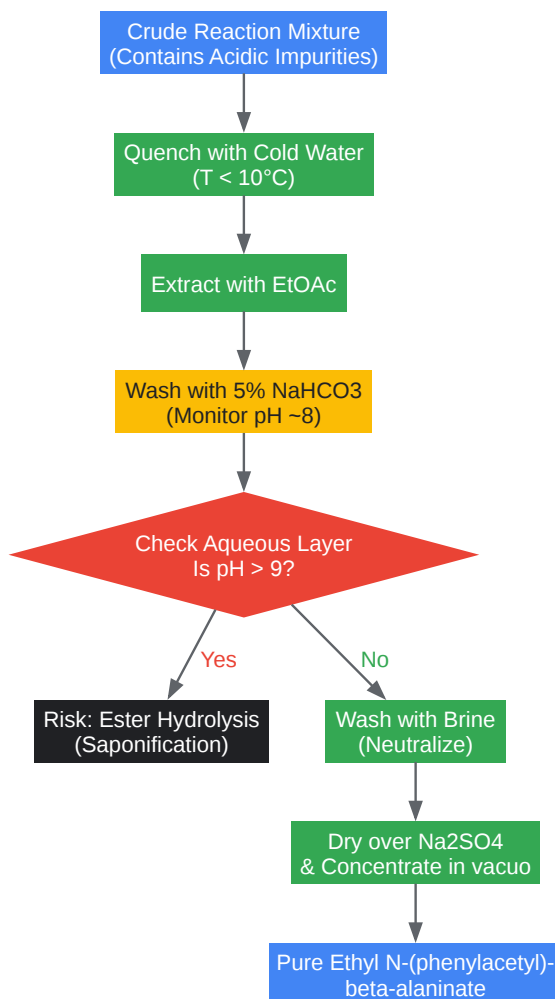 Crude Reaction Mixture
(Contains Acidic Impurities)
Quench with Cold Water
(T < 10°C)
Extract with EtOAc
Wash with 5% NaHCO3
(Monitor pH ~8)
Check Aqueous Layer
Is pH > 9?
Yes
No
Risk: Ester Hydrolysis
(Saponification)
Wash with Brine
(Neutralize)
Dry over Na2SO4
& Concentrate in vacuo
Pure Ethyl N-(phenylacetyl)-
beta-alaninate